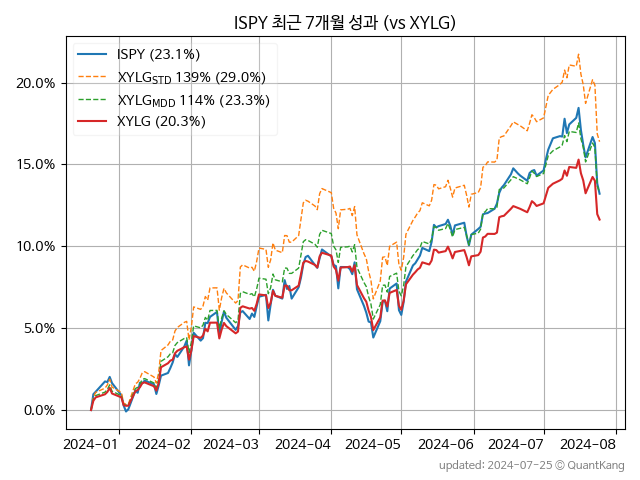 ISPY 최근 7개월 성과 (vs XYLG)
ISPY (23.1%)
XYLG_STD 139% (29.0%)
XYLG_MDD 114% (23.3%)
XYLG (20.3%)
20.0%
15.0%
10.0%
5.0%
0.0%
2024-01 2024-02 2024-03 2024-04 2024-05 2024-06 2024-07 2024-08
updated: 2024-07-25 © QuantKang